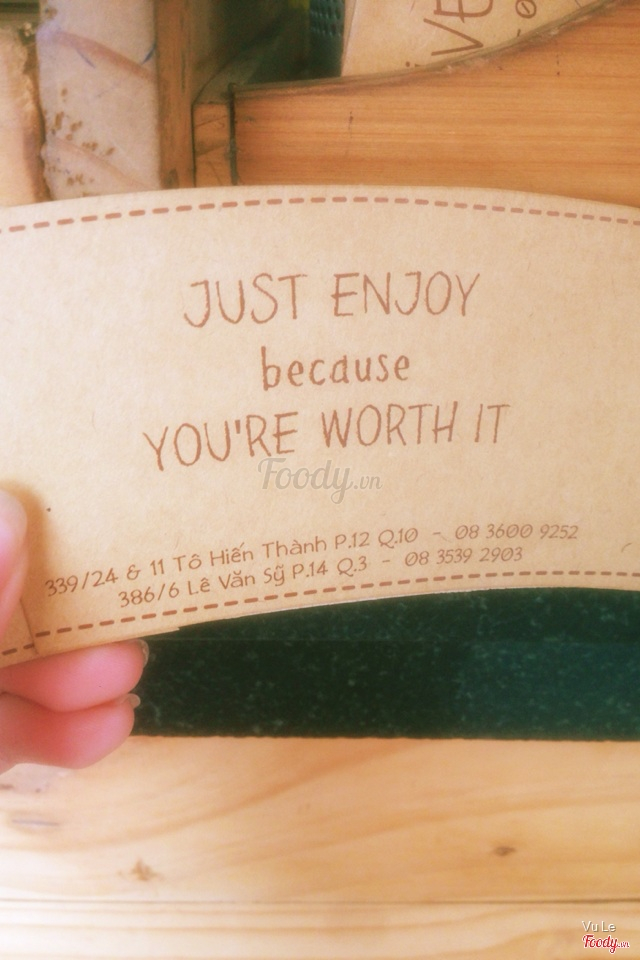 JUST ENJOY
because
YOU'RE WORTH IT
Foody.vn
339/24 & 11 Tô Hiến Thành P.12 Q.10 - 08 3600 9252
386/6 Lê Văn Sỹ P.14 Q.3 - 08 3539 2903
Vu Le
Foody.vn